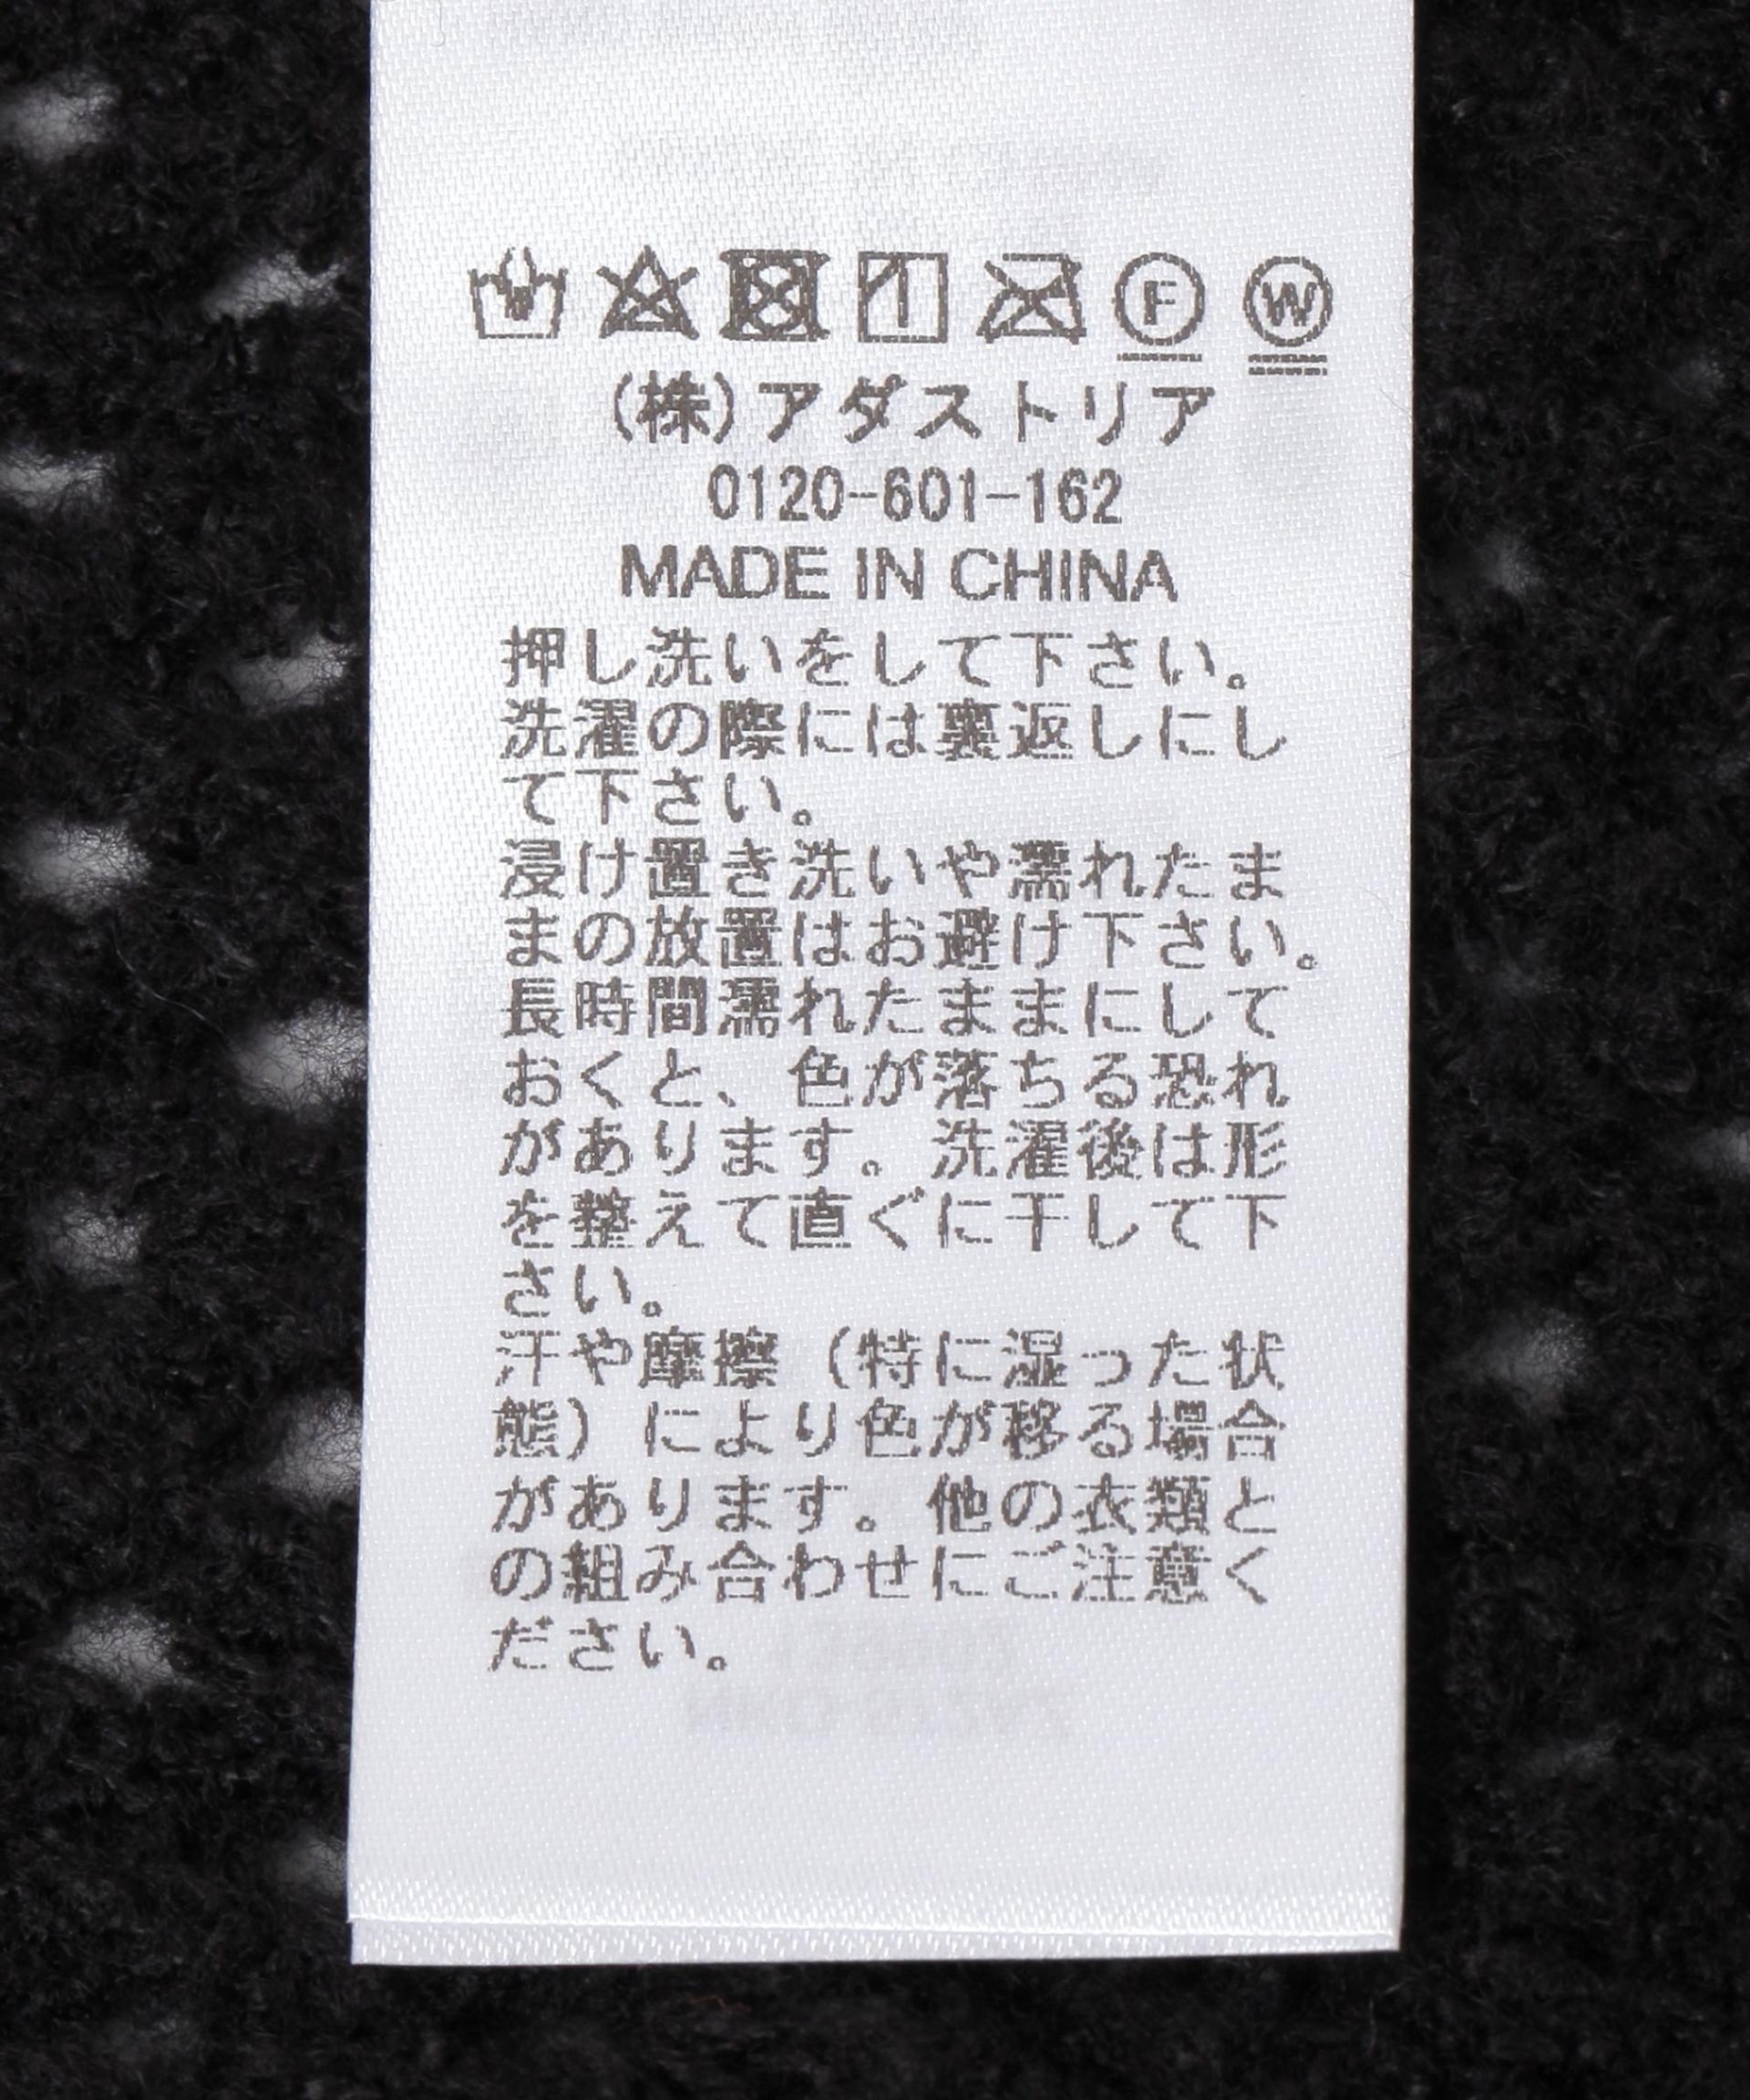 F W
(株)アダストリア
0120-601-162
MADE IN CHINA
押し洗いをして下さい。
洗濯の際には裏返しにし
て下さい。
浸け置き洗いや濡れたま
まの放置はお避け下さい。
長時間濡れたままにして
おくと、色が落ちる恐れ
があります。洗濯後は形
を整えて直ぐに干して下
さい。
汗や摩擦（特に湿った状
態）により色が移る場合
があります。他の衣類と
の組み合わせにご注意く
ださい。